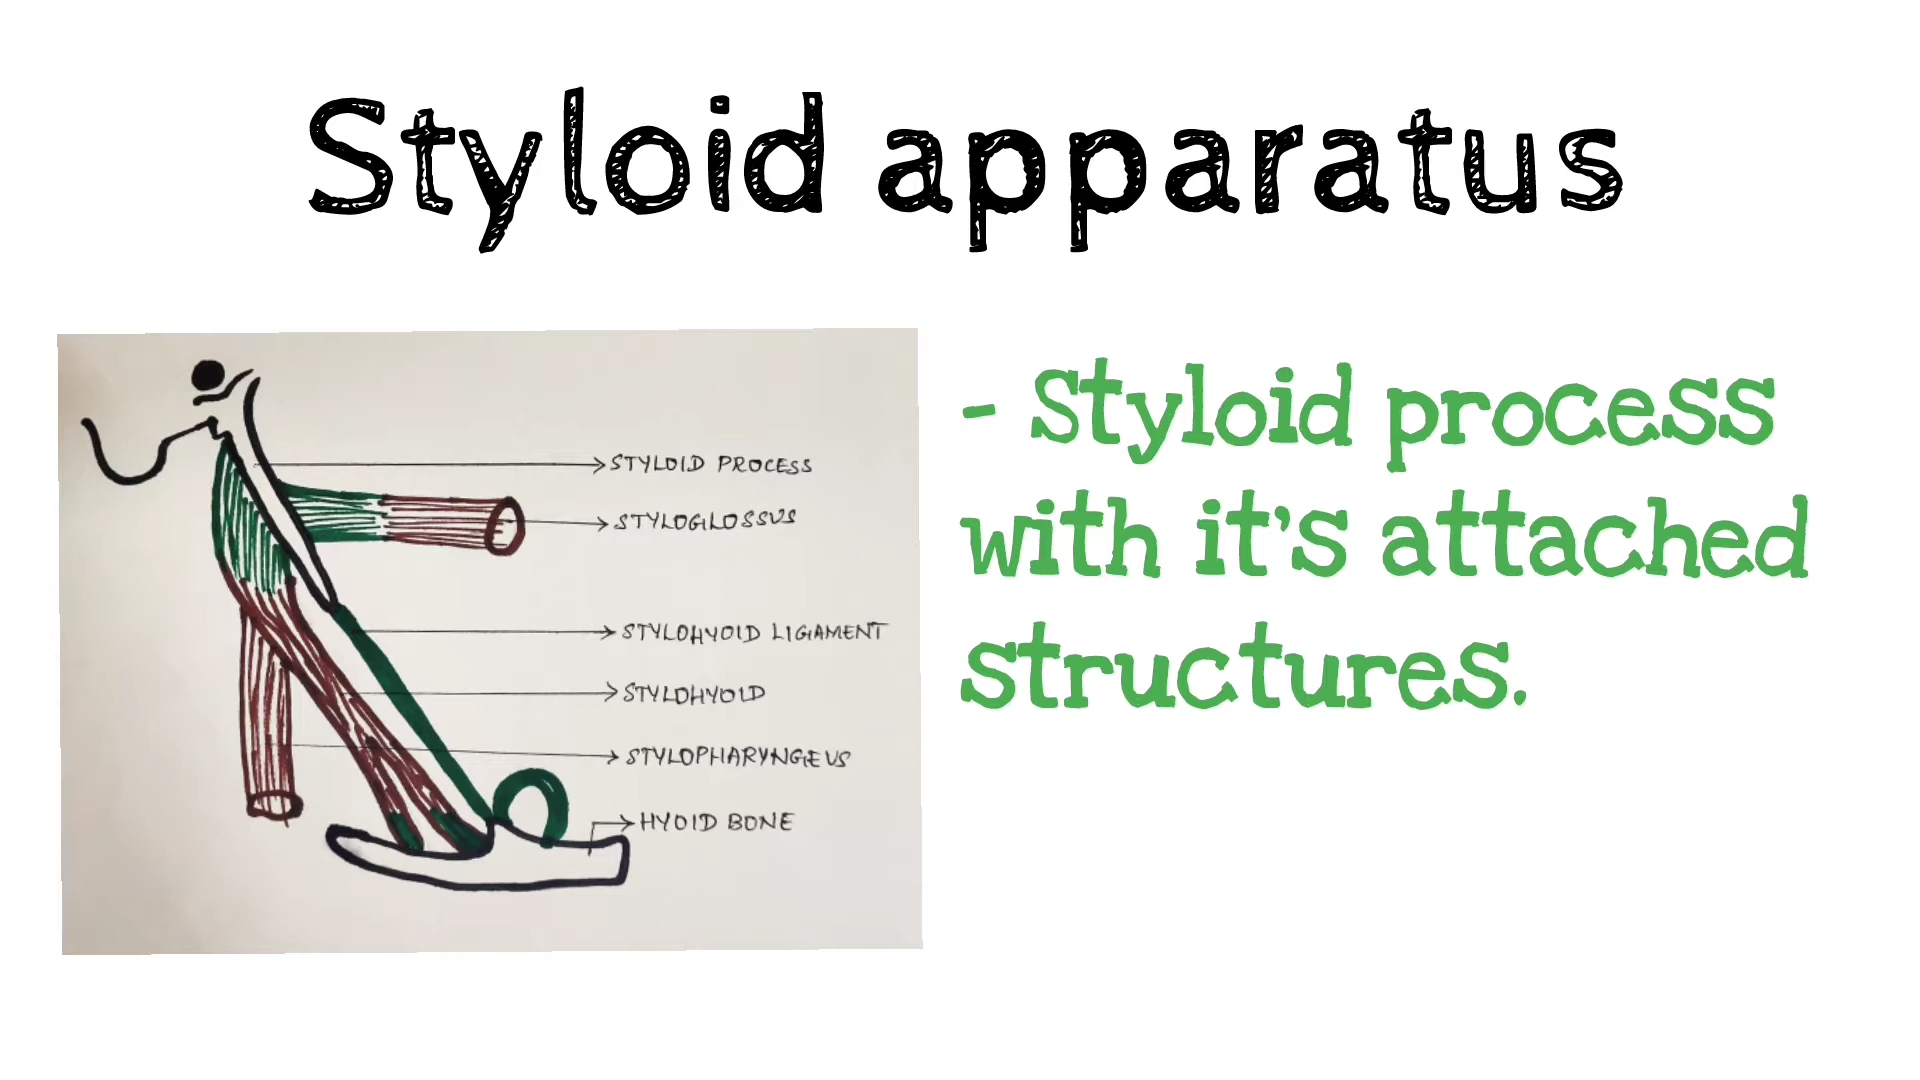 Styloid apparatus
STYLOID PROCESS
STYLOGLOSSUS
STYLOHYOID LIGAMENT
STYLOHYOID
STYLOPHARYNGEUS
HYOID BONE
- Styloid process
with it's attached
structures.